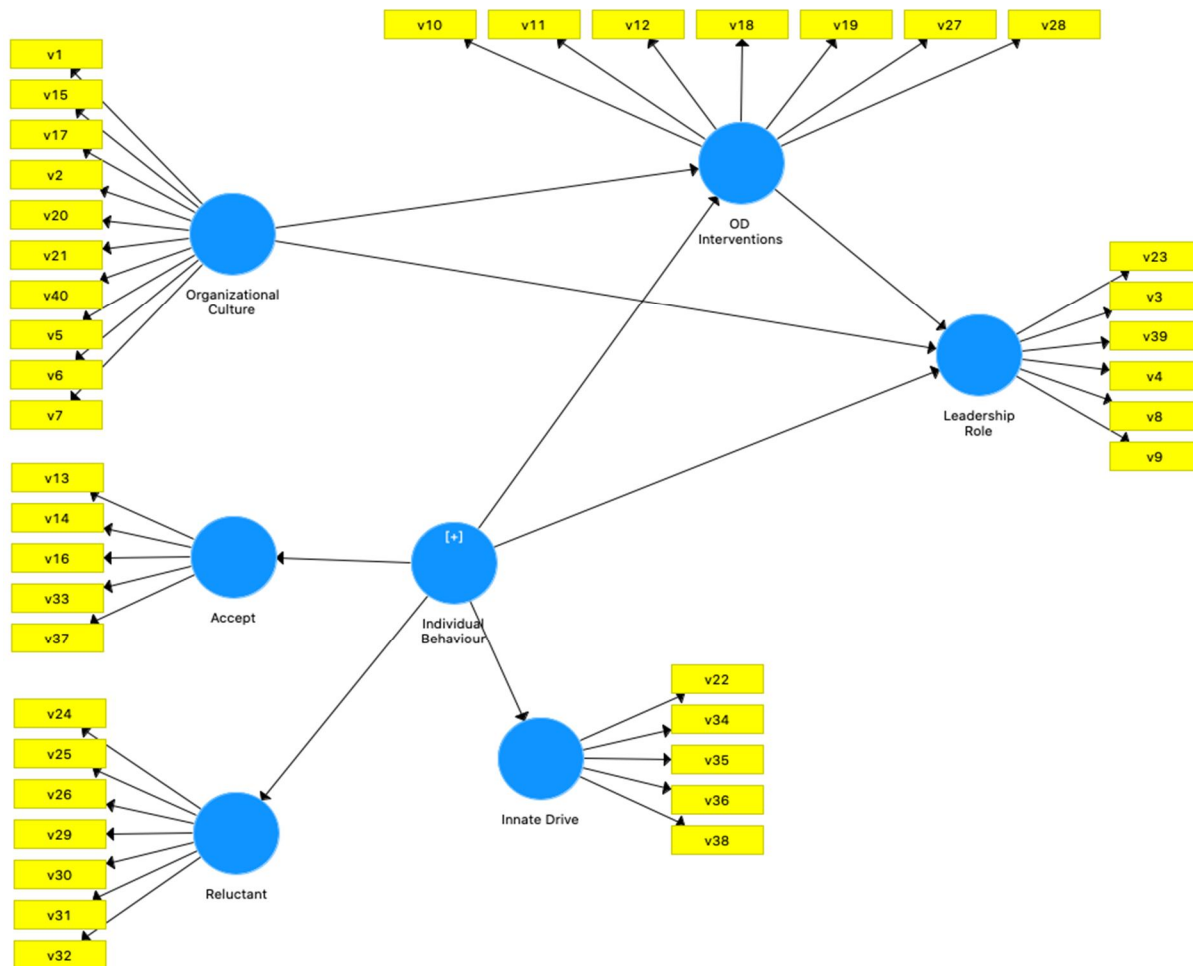 v10
v11
v12
v18
v19
v27
v28
v1
v15
v17
v2
v20
v21
v40
v5
v6
v7
Organizational
Culture
OD
Interventions
v23
v3
v39
v4
v8
v9
Leadership
Role
v13
v14
v16
v33
v37
Accept
[+]
Individual
Behaviour
v24
v25
v26
v29
v30
v31
v32
Reluctant
Innate Drive
v22
v34
v35
v36
v38